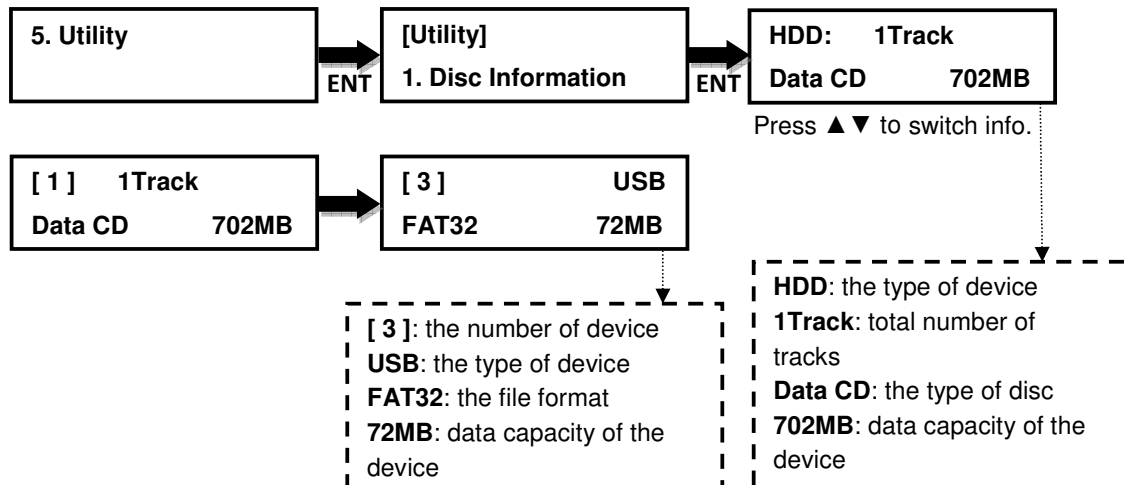 5. Utility
ENT
[Utility]
1. Disc Information
ENT
HDD: 1Track
Data CD 702MB
Press ▲▼ to switch info.
[ 1 ] 1Track
Data CD 702MB
[ 3 ] USB
FAT32 72MB
[ 3 ]: the number of device
USB: the type of device
FAT32: the file format
72MB: data capacity of the
device
HDD: the type of device
1Track: total number of
tracks
Data CD: the type of disc
702MB: data capacity of the
device